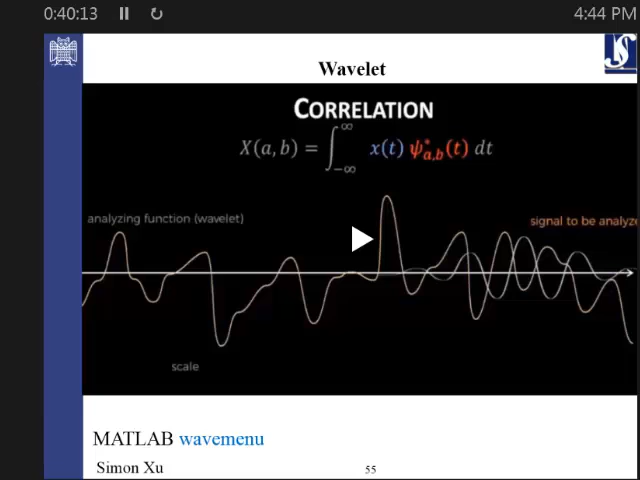 0:40:13
4:44 PM
Wavelet
CORRELATION
X(a,b) = ∫_{-∞}^{∞} x(t) ψ*_{a,b}(t) dt
analyzing function (wavelet)
signal to be analyze
scale
MATLAB wavemenu
Simon Xu
55